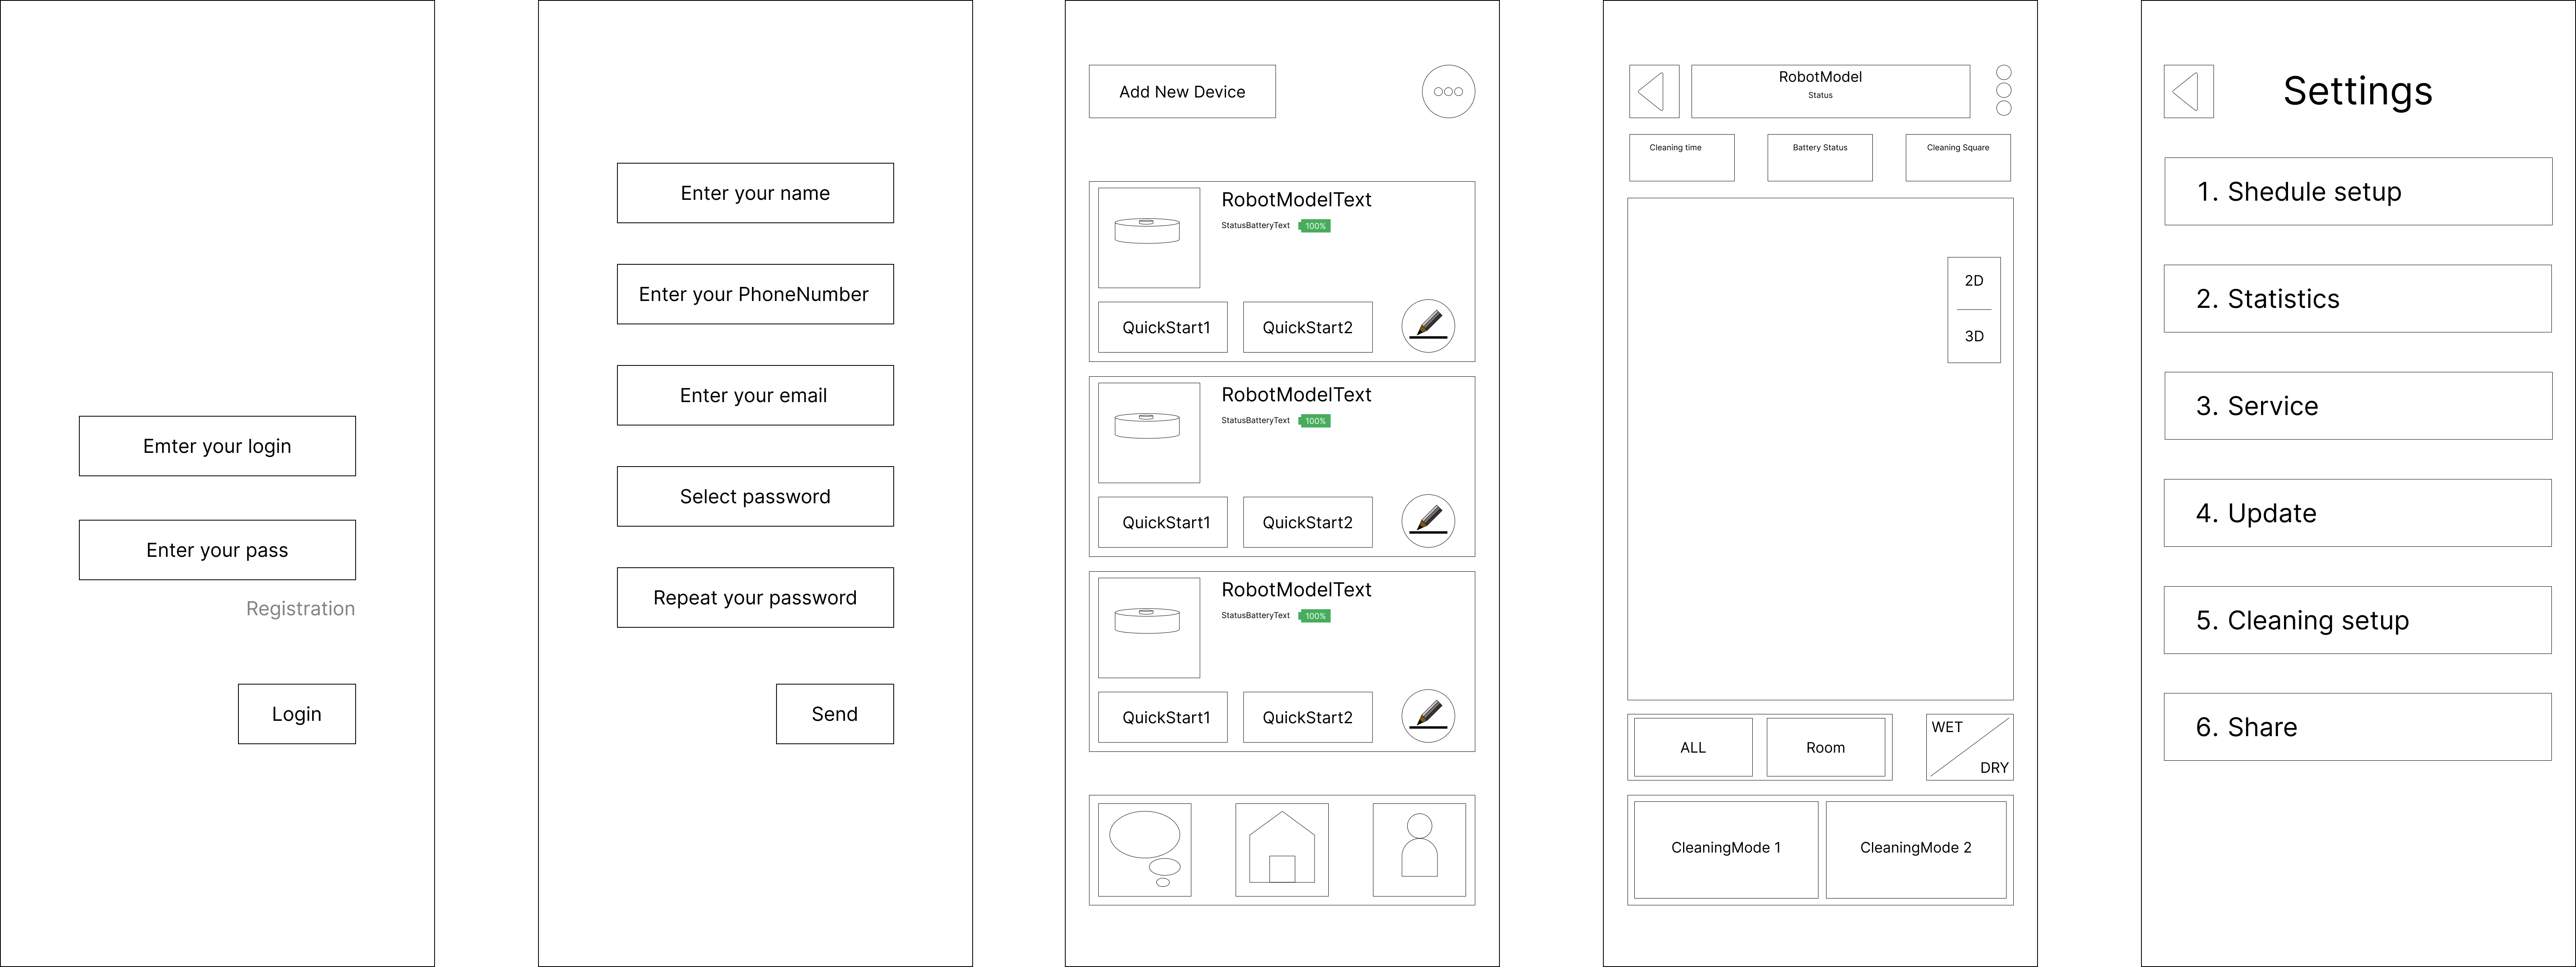 Emter your login
Enter your pass
Registration
Login
Enter your name
Enter your PhoneNumber
Enter your email
Select password
Repeat your password
Send
Add New Device
RobotModelText
StatusBatteryText 100%
QuickStart1 QuickStart2
RobotModelText
StatusBatteryText 100%
QuickStart1 QuickStart2
RobotModelText
StatusBatteryText 100%
QuickStart1 QuickStart2
RobotModel
Status
Cleaning time Battery Status Cleaning Square
2D
3D
ALL Room WET
DRY
CleaningMode 1 CleaningMode 2
Settings
1. Shedule setup
2. Statistics
3. Service
4. Update
5. Cleaning setup
6. Share